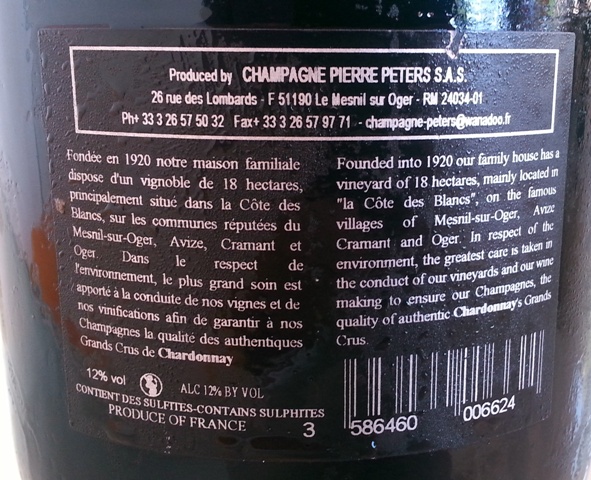 Produced by CHAMPAGNE PIERRE PETERS S.A.S.
26 rue des Lombards - F 51190 Le Mesnil sur Oger - RM 24034-01
Ph+ 33 3 26 57 50 32 Fax+ 33 3 26 57 97 71 - champagne-peters@wanadoo.fr
Fondée en 1920 notre maison familiale
dispose d'un vignoble de 18 hectares,
principalement situé dans la Côte des
Blancs, sur les communes réputées du
Mesnil-sur-Oger, Avize, Cramant et
Oger. Dans le respect de
l'environnement, le plus grand soin est
apporté à la conduite de nos vignes et de
nos vinifications afin de garantir à nos
Champagnes la qualité des authentiques
Grands Crus de Chardonnay
Founded into 1920 our family house has a
vineyard of 18 hectares, mainly located in
"la Côte des Blancs", on the famous
villages of Mesnil-sur-Oger, Avize
Cramant and Oger. In respect of the
environment, the greatest care is taken in
the conduct of our vineyards and our wine
making to ensure our Champagnes, the
quality of authentic Chardonnay's Grands
Crus.
12% vol ALC 12% BY VOL
CONTIENT DES SULFITES-CONTAINS SULPHITES
PRODUCE OF FRANCE
3 586460 006624